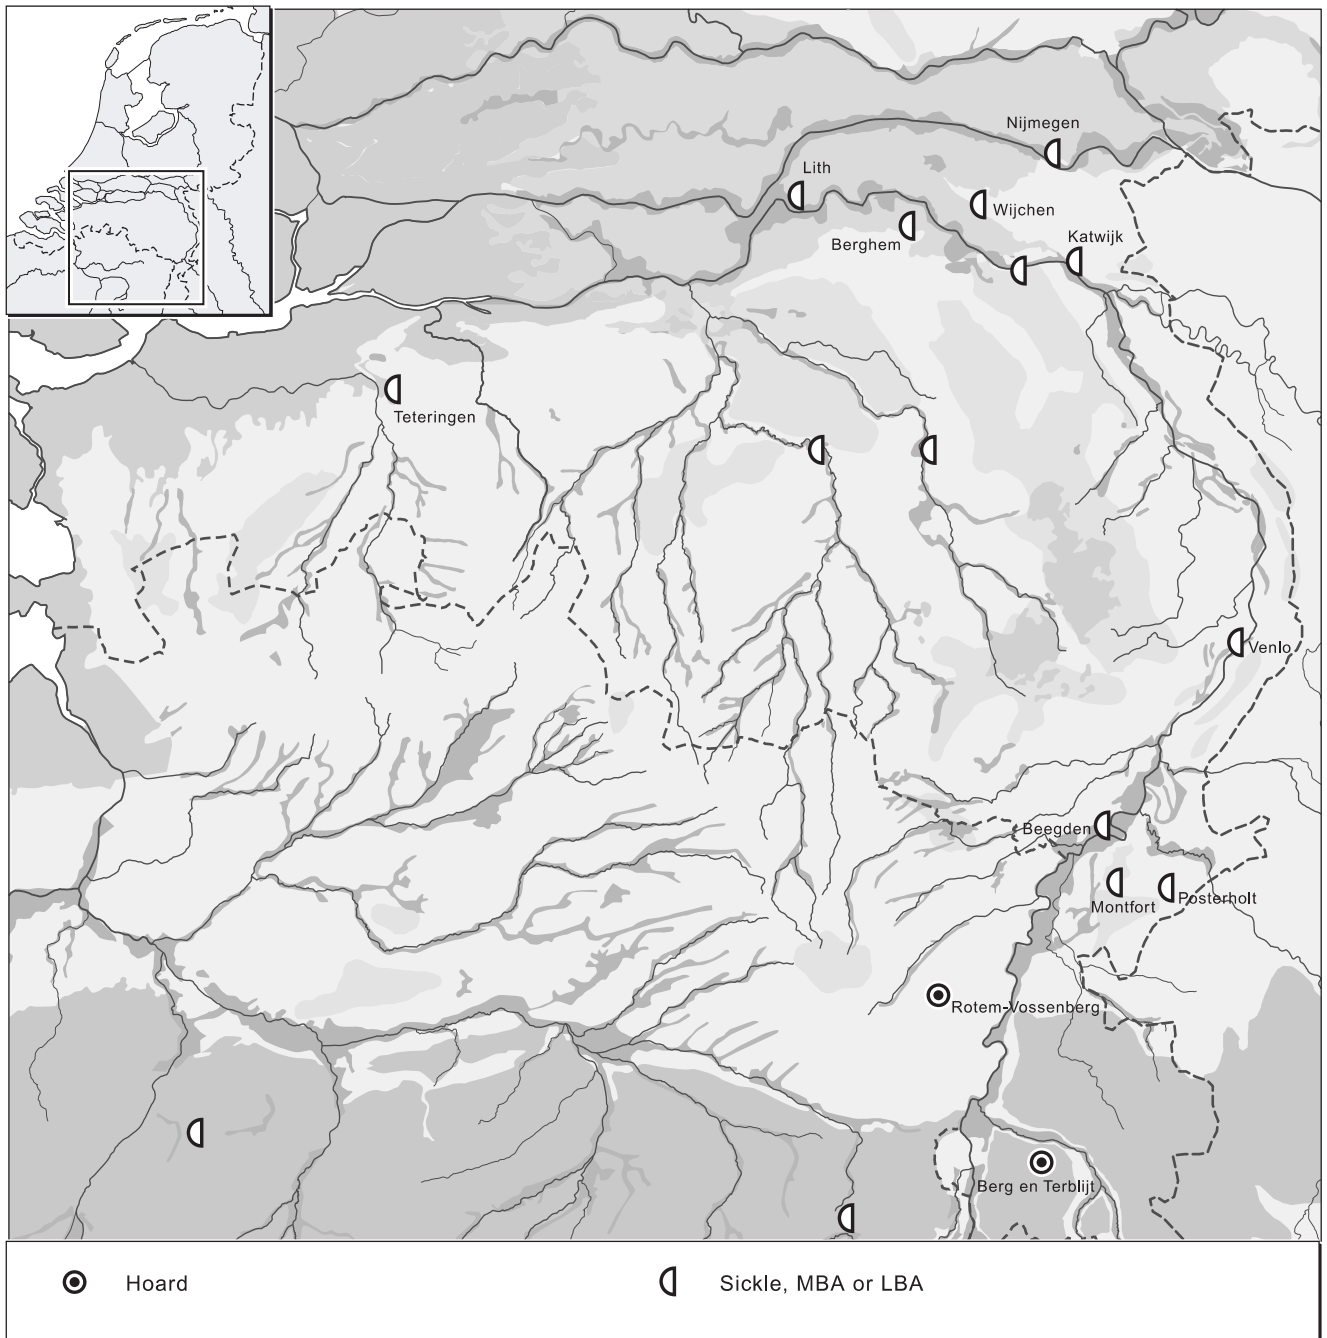 Nijmegen
Lith
Wijchen
Katwijk
Berghem
Teteringen
Venlo
Beegden
Montfort
Posterholt
Rotem-Vossenberg
Berg en Terblijt
Hoard
Sickle, MBA or LBA